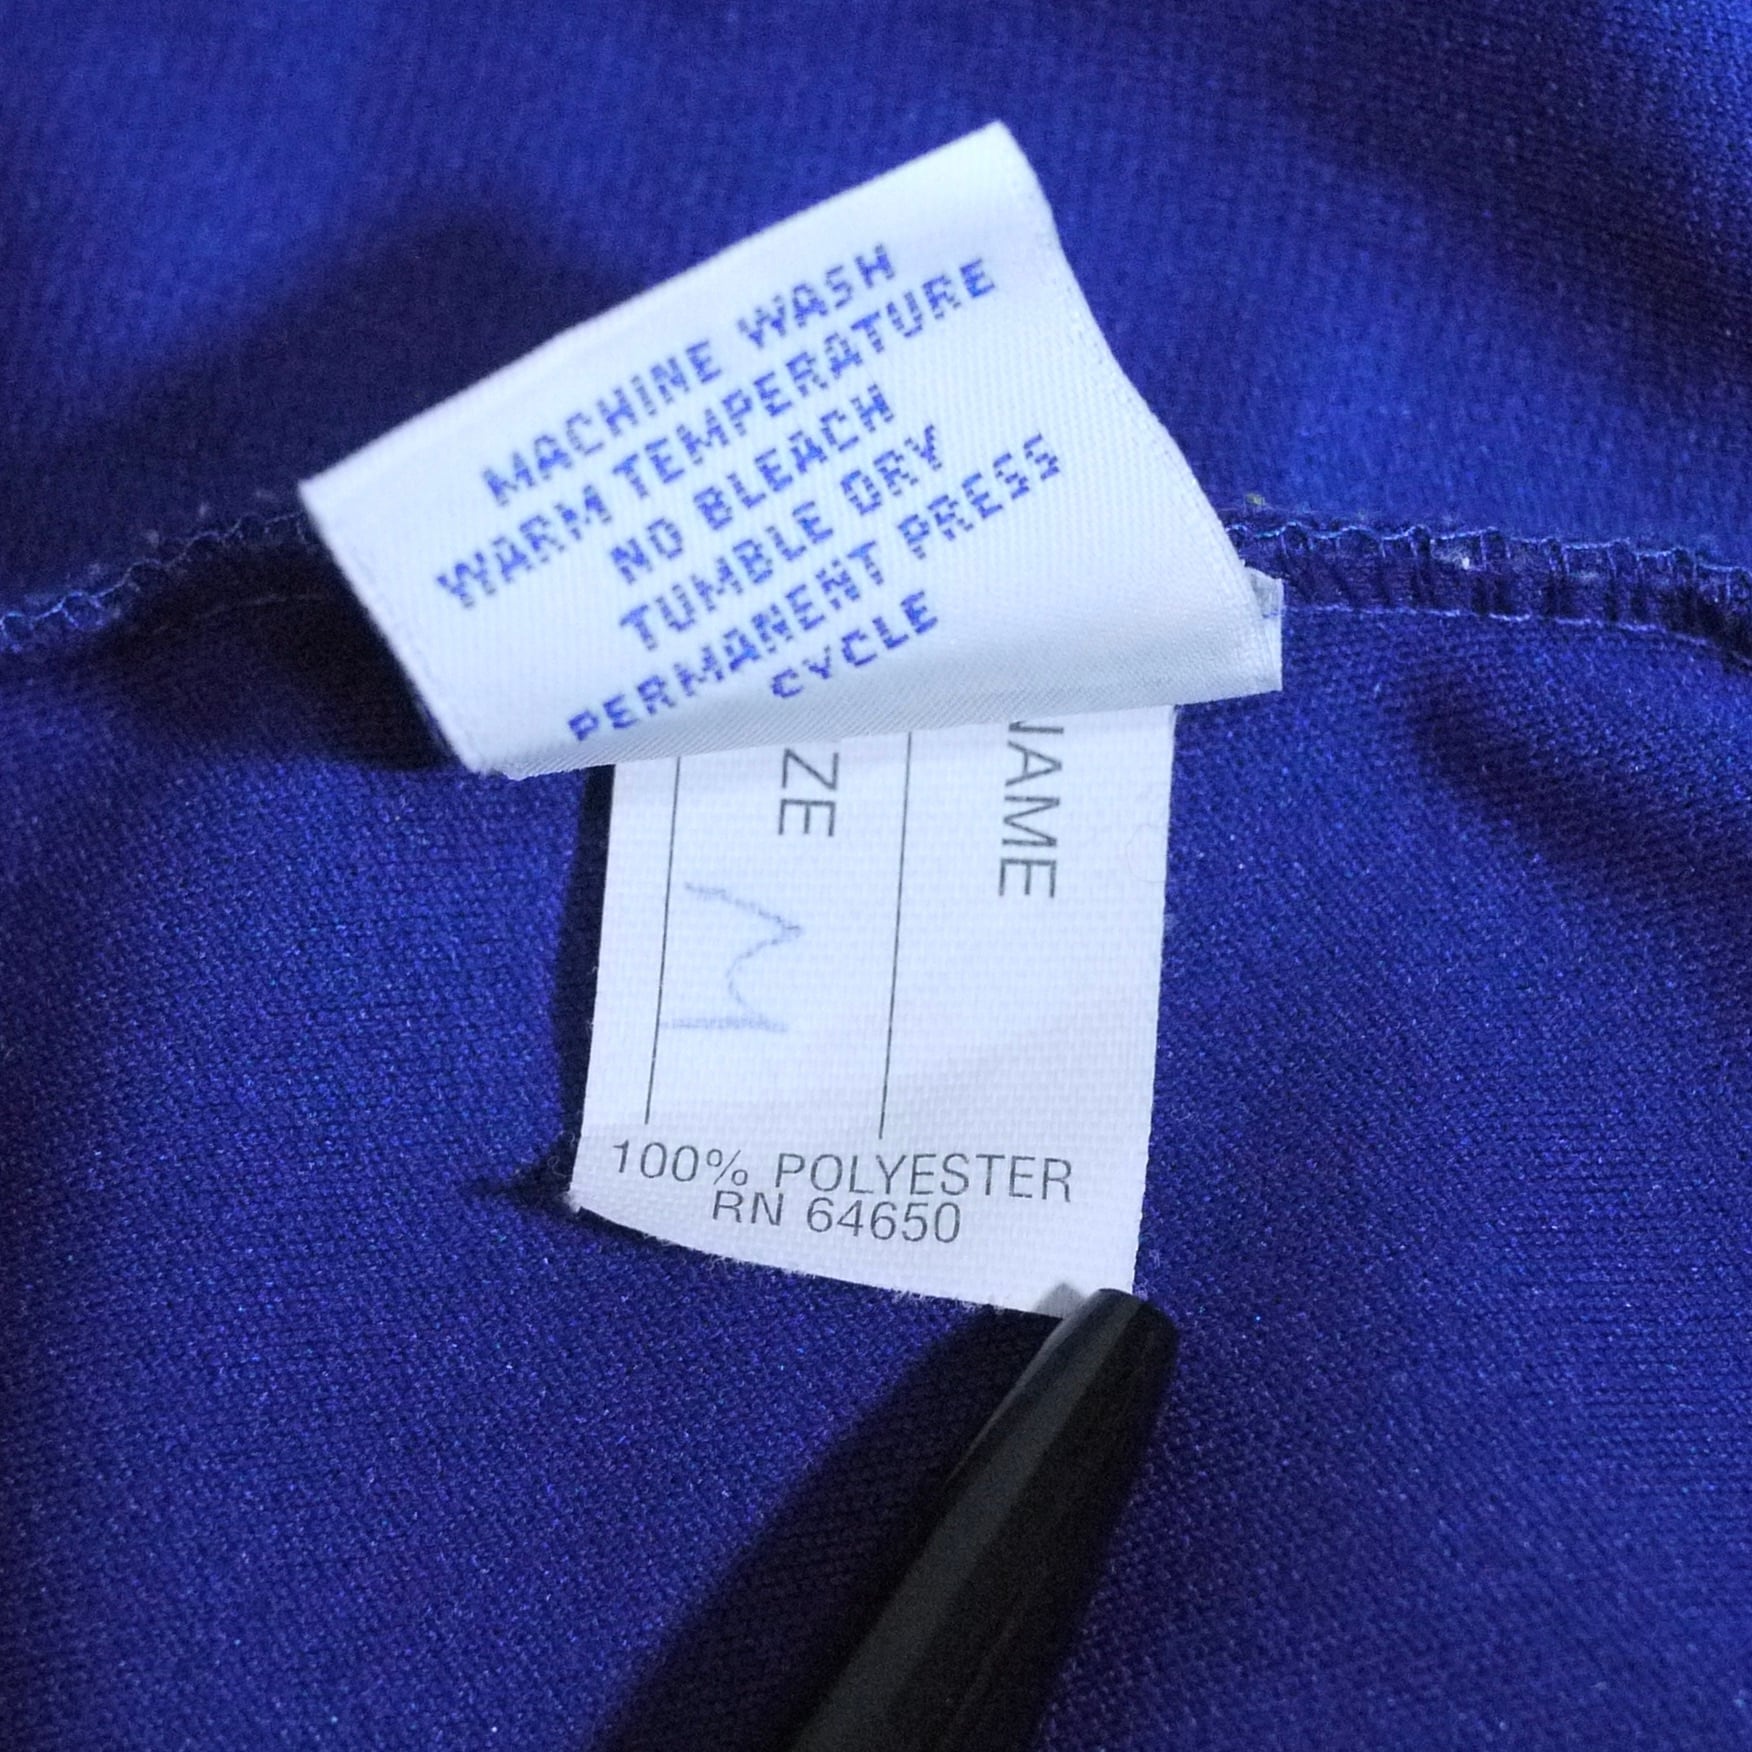 MACHINE WASH
WARM TEMPERATURE
NO BLEACH
TUMBLE DRY
PERMANENT PRESS
CYCLE
NAME
ZE
M
100% POLYESTER
RN 64650